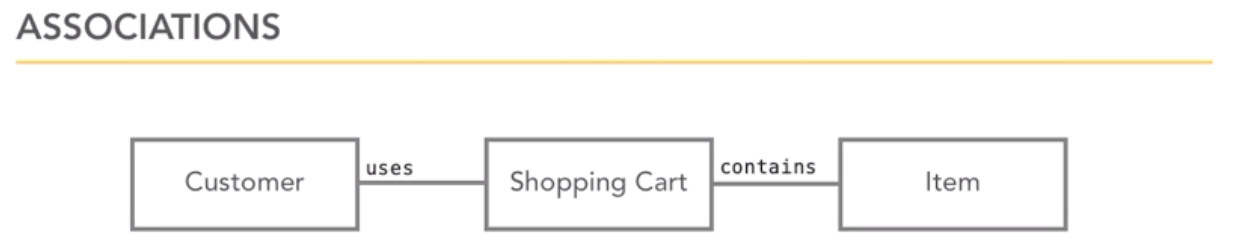 ASSOCIATIONS
Customer
uses
Shopping Cart
contains
Item